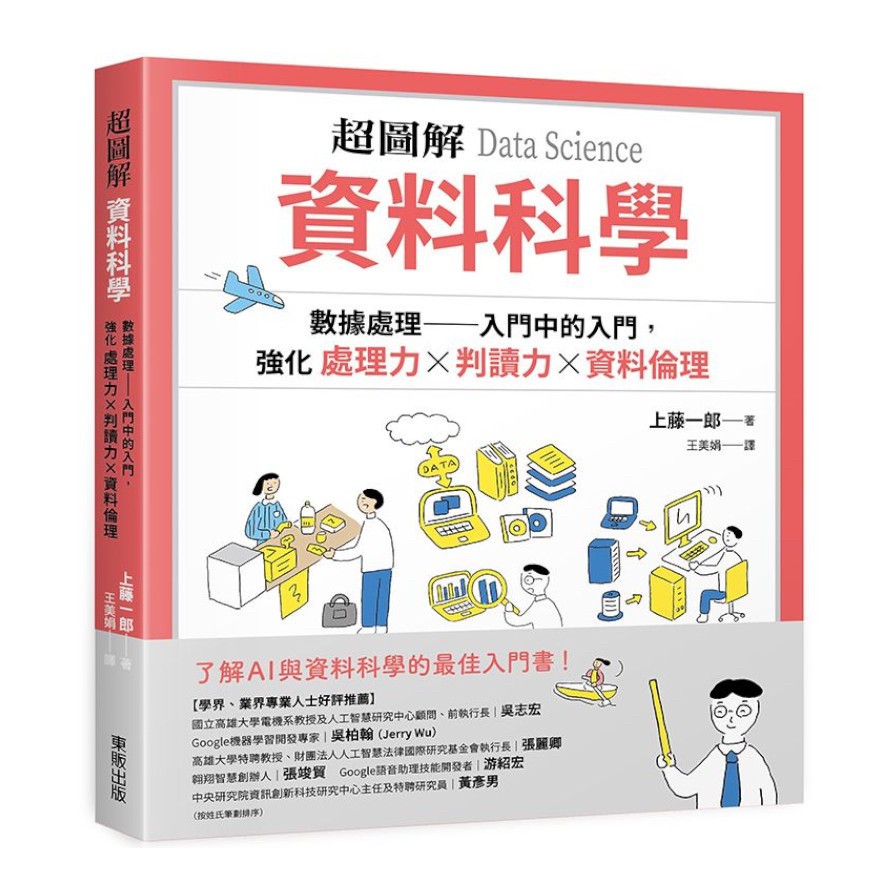 超圖解 Data Science
資料科學
數據處理——入門中的入門，
強化 處理力×判讀力×資料倫理
上藤一郎——著
王美娟——譯
DATA
了解AI與資料科學的最佳入門書！
【學界、業界專業人士好評推薦】
國立高雄大學電機系教授及人工智慧研究中心顧問、前執行長｜吳志宏
Google機器學習開發專家｜吳柏翰（Jerry Wu）
高雄大學特聘教授、財團法人人工智慧法律國際研究基金會執行長｜張麗卿
翱翔智慧創辦人｜張竣貿　Google語音助理技能開發者｜游紹宏
中央研究院資訊創新科技研究中心主任及特聘研究員｜黃彥男
（按姓氏筆劃排序）
超圖解 資料科學
數據處理——入門中的入門，
強化 處理力×判讀力×資料倫理
上藤一郎——著
王美娟——譯
東販出版